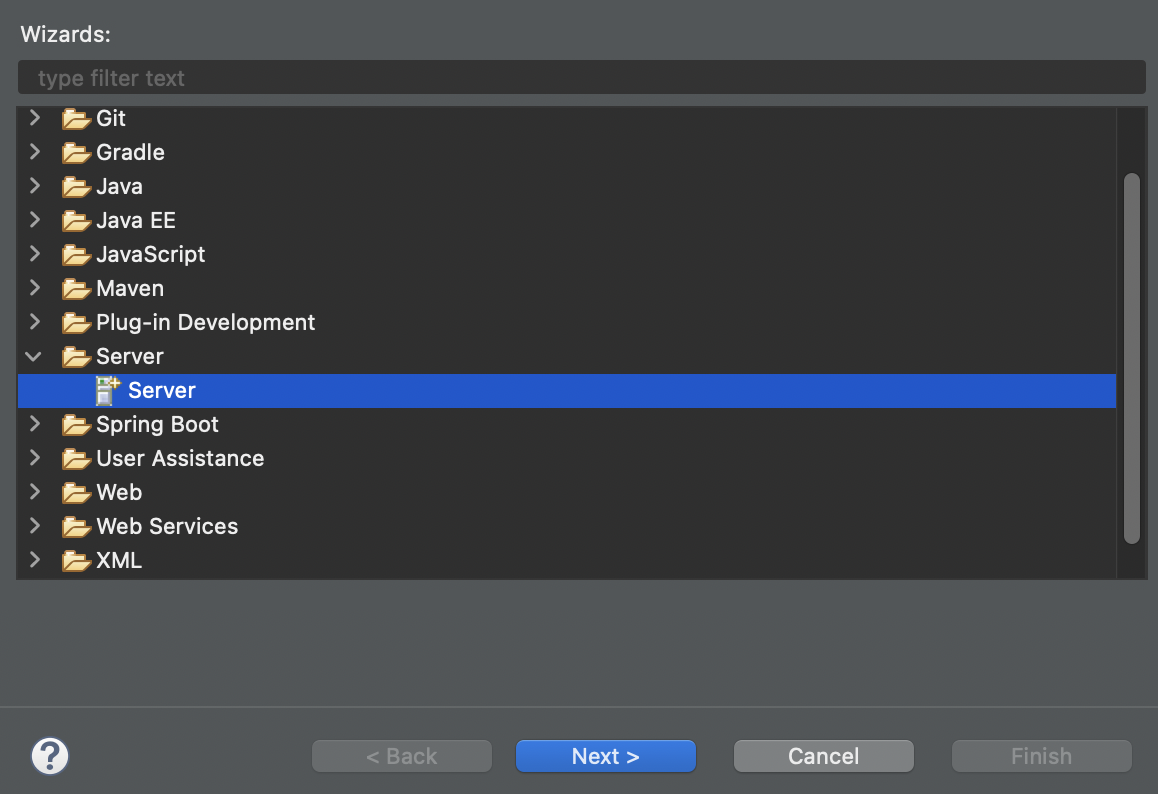 Wizards:
type filter text
Git
Gradle
Java
Java EE
JavaScript
Maven
Plug-in Development
Server
Server
Spring Boot
User Assistance
Web
Web Services
XML
?
< Back
Next >
Cancel
Finish